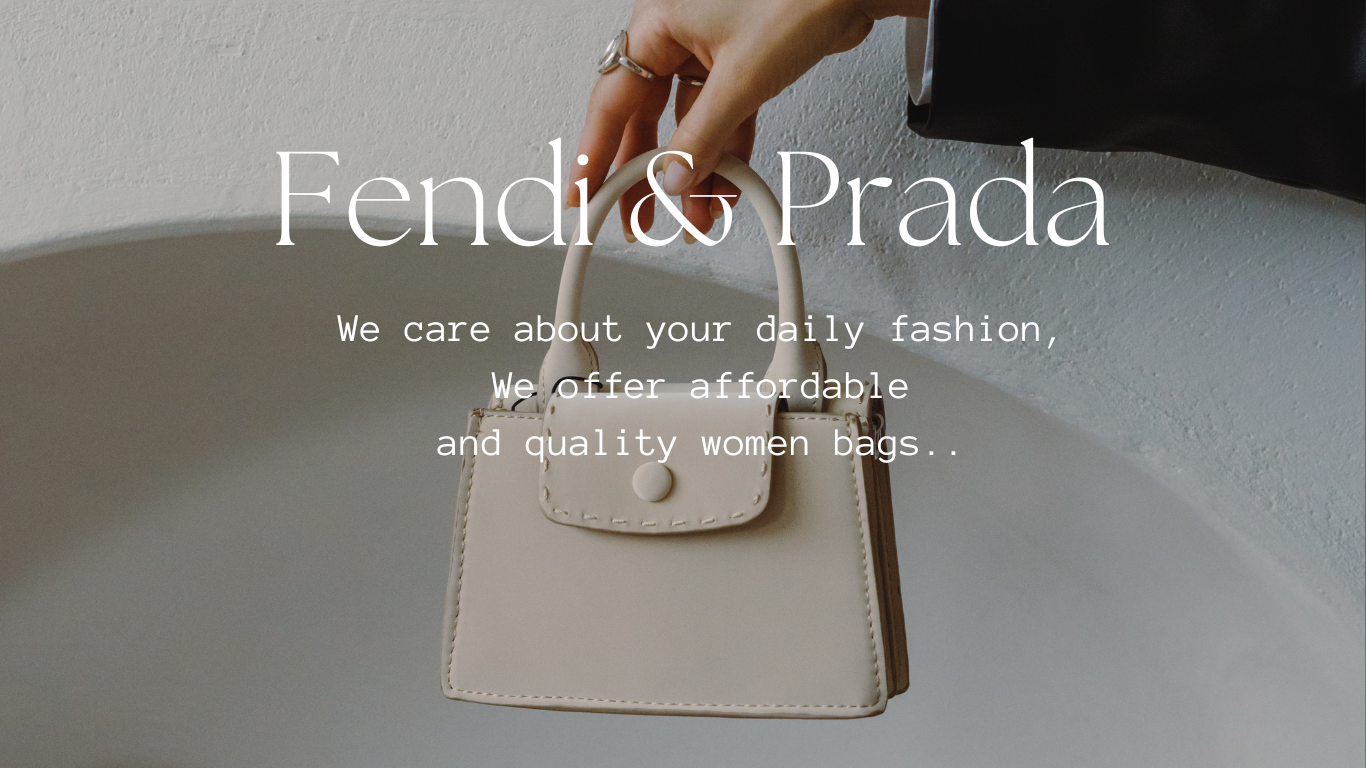 Fendi & Prada
We care about your daily fashion,
We offer affordable
and quality women bags..